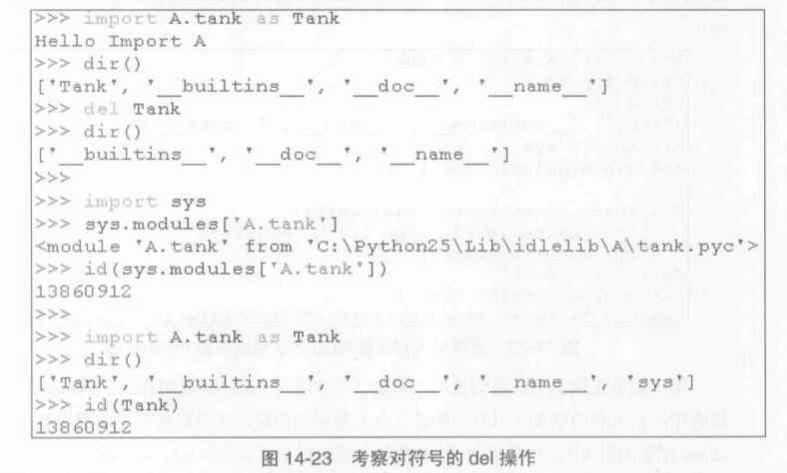 >>> import A.tank as Tank
Hello Import A
>>> dir()
['Tank', '__builtins__', '__doc__', '__name__']
>>> del Tank
>>> dir()
['__builtins__', '__doc__', '__name__']
>>>
>>> import sys
>>> sys.modules['A.tank']
<module 'A.tank' from 'C:\Python25\Lib\idlelib\A\tank.pyc'>
>>> id(sys.modules['A.tank'])
13860912
>>>
>>> import A.tank as Tank
>>> dir()
['Tank', '__builtins__', '__doc__', '__name__', 'sys']
>>> id(Tank)
13860912
图 14-23 考察对符号的 del 操作